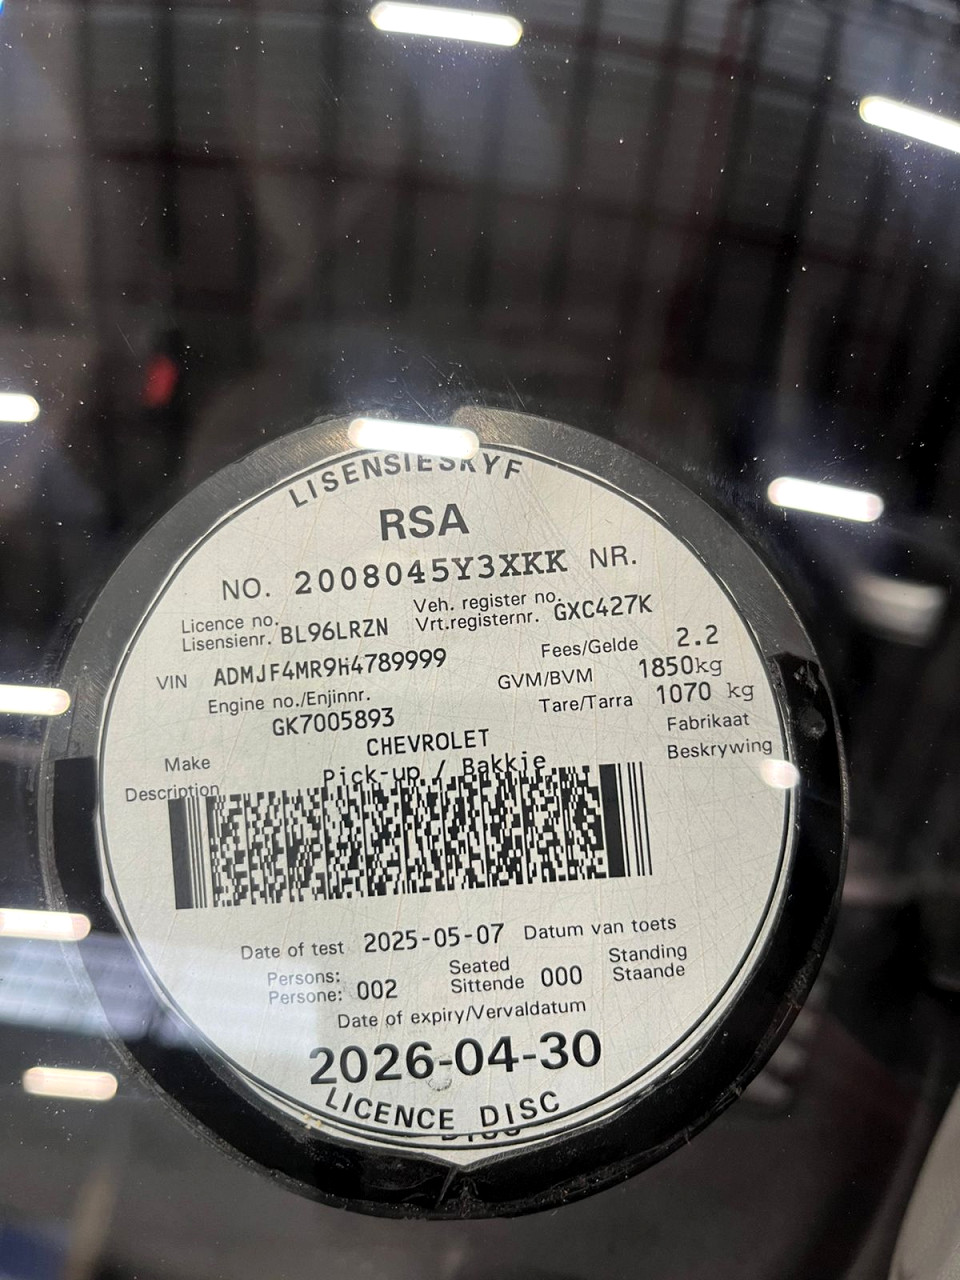 LISENSIESKYF
RSA
NO. 2008045Y3XKK NR.
Licence no. Veh. register no.
Lisensienr. BL96LRZN Vrt.registernr. GXC427K
VIN ADMJF4MR9H4789999 Fees/Gelde 2.2
Engine no./Enjinnr. GVM/BVM 1850kg
GK7005893 Tare/Tarra 1070 kg
Make CHEVROLET Fabrikaat
Description Pick-up / Bakkie Beskrywing
Date of test 2025-05-07 Datum van toets
Persons: Seated Standing
Persone: 002 Sittende 000 Staande
Date of expiry/Vervaldatum
2026-04-30
LICENCE DISC